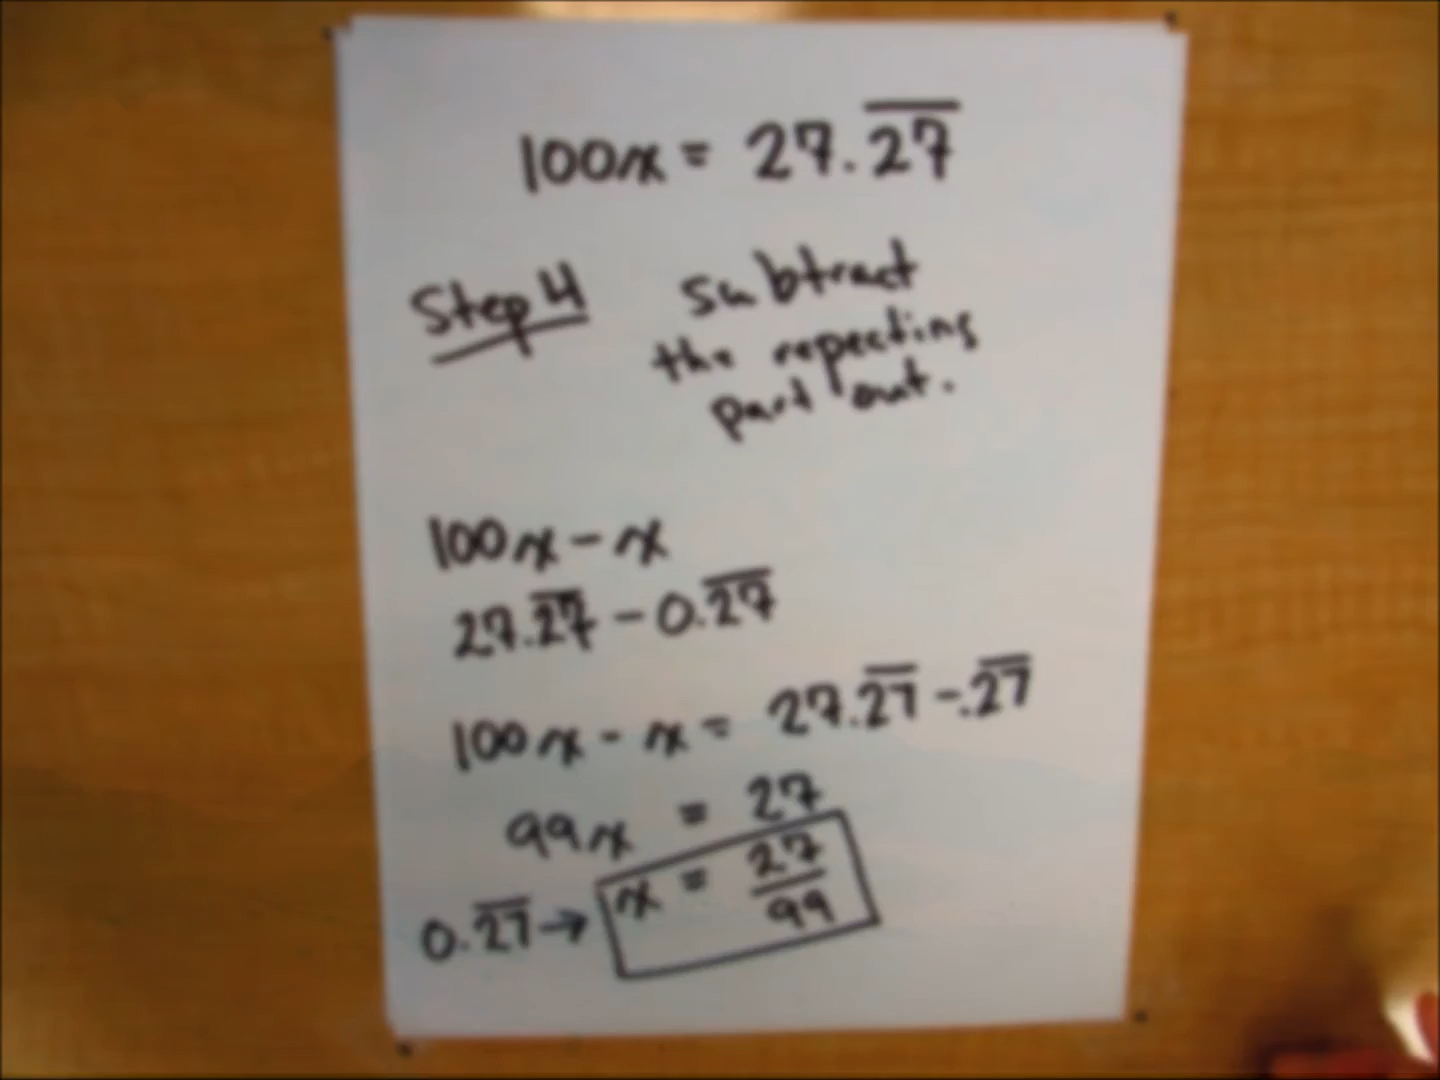 100x = 27.2̅7̅
Step 4 Subtract
the repeating
part out.
100x - x
27.2̅7̅ - 0.2̅7̅
100x - x = 27.2̅7̅ - .2̅7̅
99x = 27
0.2̅7̅ → x = 27/99